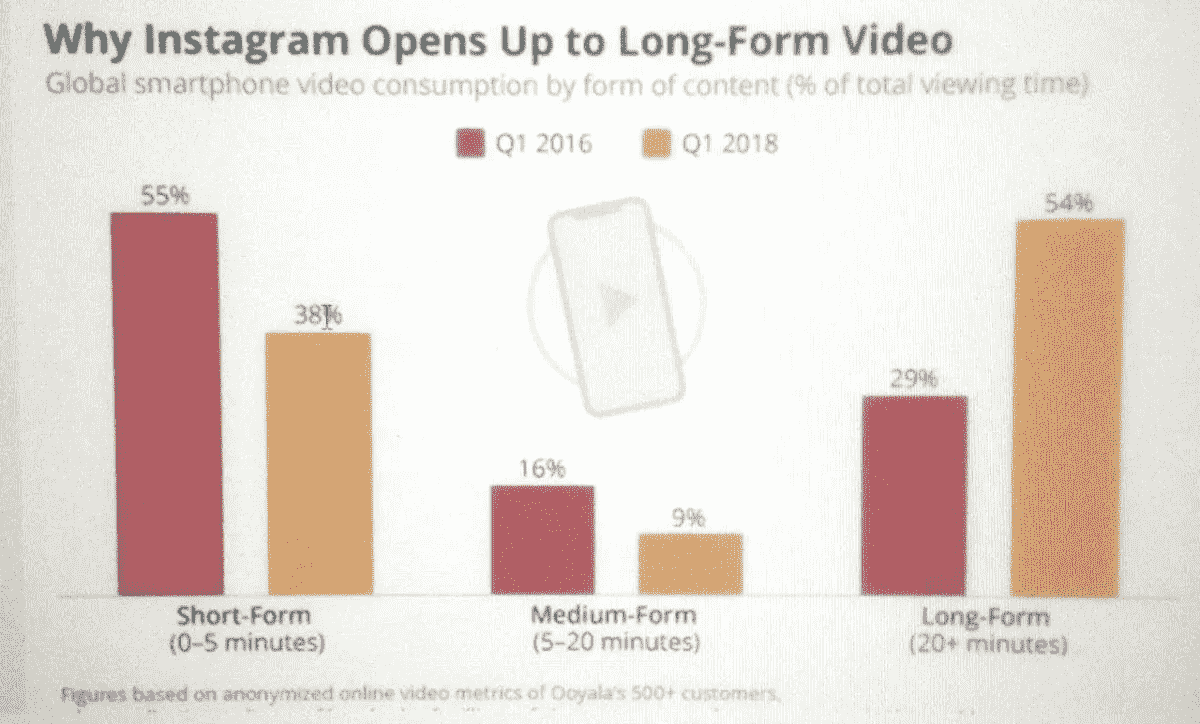 Why Instagram Opens Up to Long-Form Video
Global smartphone video consumption by form of content (% of total viewing time)
Q1 2016 Q1 2018
55%
38%
16%
9%
29%
54%
Short-Form
(0–5 minutes)
Medium-Form
(5–20 minutes)
Long-Form
(20+ minutes)
Figures based on anonymized online video metrics of Ooyala's 500+ customers.